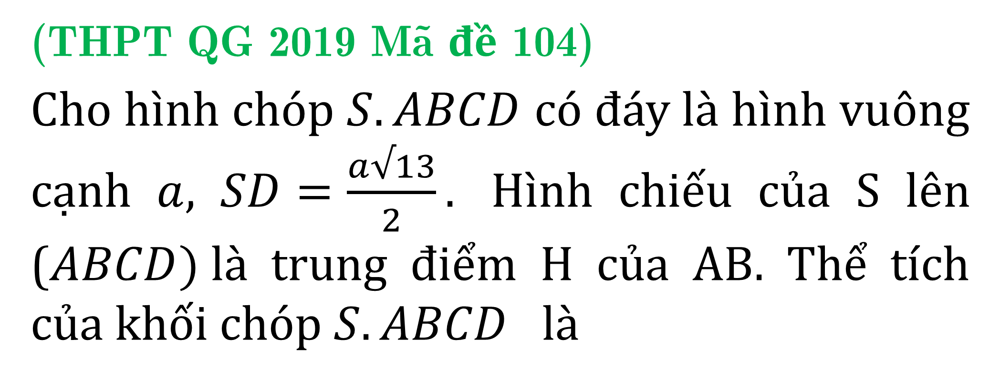 (THPT QG 2019 Mã đề 104)
Cho hình chóp S.ABCD có đáy là hình vuông
cạnh a, SD = \frac{a√13}{2}. Hình chiếu của S lên
(ABCD) là trung điểm H của AB. Thể tích
của khối chóp S.ABCD là